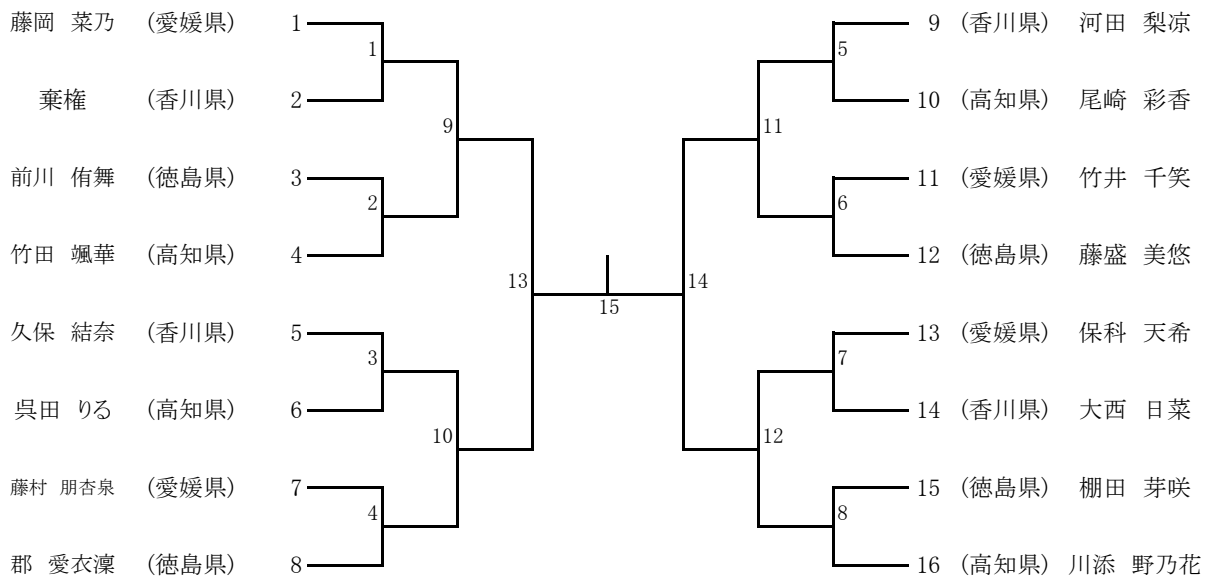 藤岡 菜乃 (愛媛県) 1
1
棄権 (香川県) 2
9
前川 侑舞 (徳島県) 3
2
竹田 颯華 (高知県) 4
13
久保 結奈 (香川県) 5
3
呉田 りる (高知県) 6
10
藤村 朋杏泉 (愛媛県) 7
4
郡 愛衣凜 (徳島県) 8
15
9 (香川県) 河田 梨凉
5
10 (高知県) 尾崎 彩香
11
11 (愛媛県) 竹井 千笑
6
12 (徳島県) 藤盛 美悠
14
13 (愛媛県) 保科 天希
7
14 (香川県) 大西 日菜
12
15 (徳島県) 棚田 芽咲
8
16 (高知県) 川添 野乃花